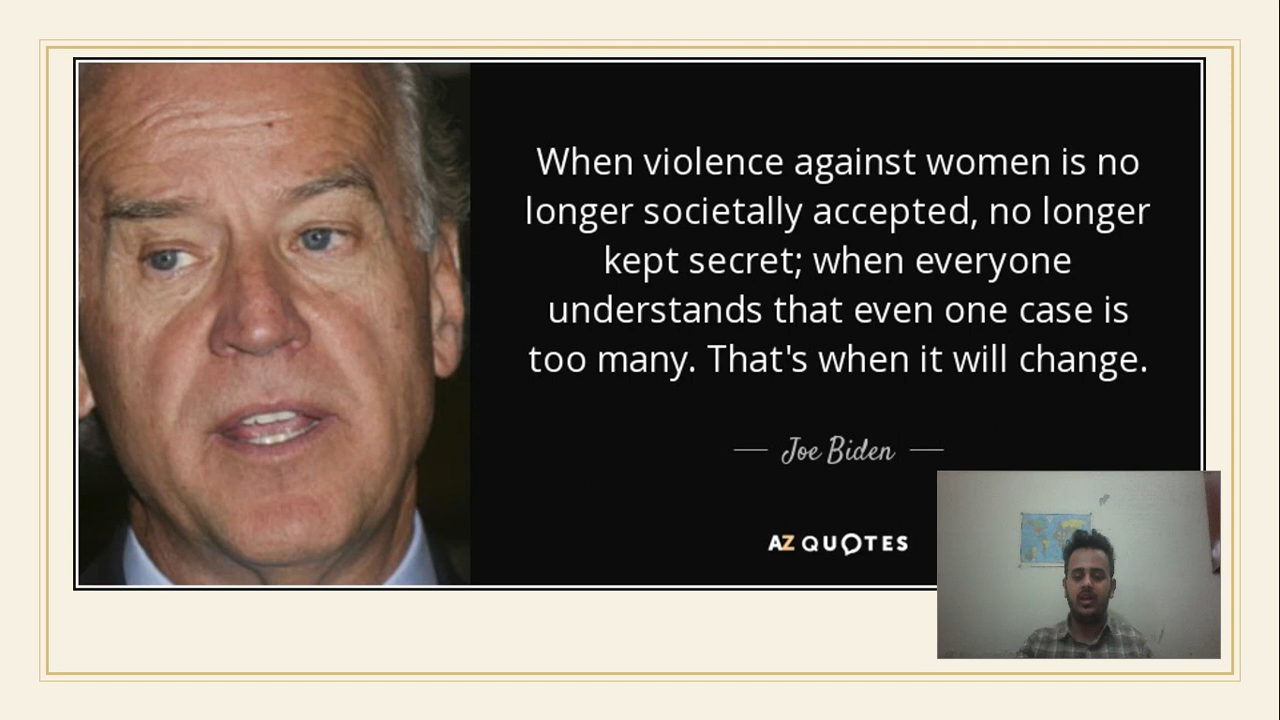 When violence against women is no
longer societally accepted, no longer
kept secret; when everyone
understands that even one case is
too many. That's when it will change.
Joe Biden
AZ QUOTES